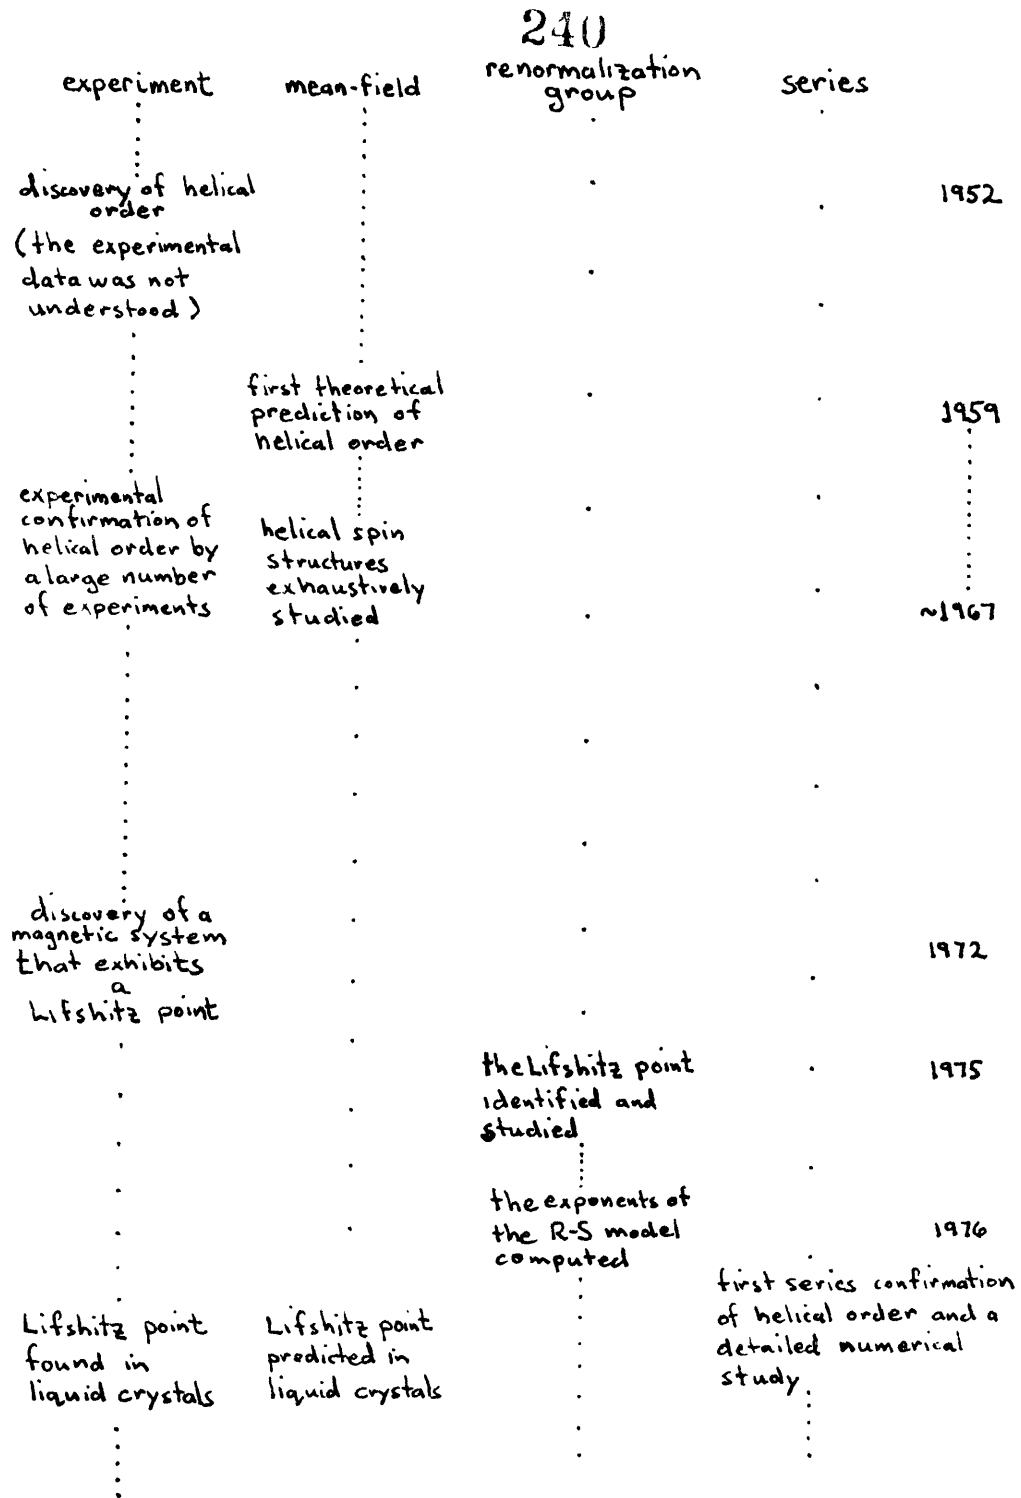 240
experiment
mean-field
renormalization
group
series
discovery of helical
order
(the experimental
data was not
understood)
1952
first theoretical
prediction of
helical order
1959
experimental
confirmation of
helical order by
a large number
of experiments
helical spin
structures
exhaustively
studied
~1967
discovery of a
magnetic system
that exhibits
a
Lifshitz point
1972
the Lifshitz point
identified and
studied
1975
the exponents of
the R-S model
computed
1976
Lifshitz point
found in
liquid crystals
Lifshitz point
predicted in
liquid crystals
first series confirmation
of helical order and a
detailed numerical
study